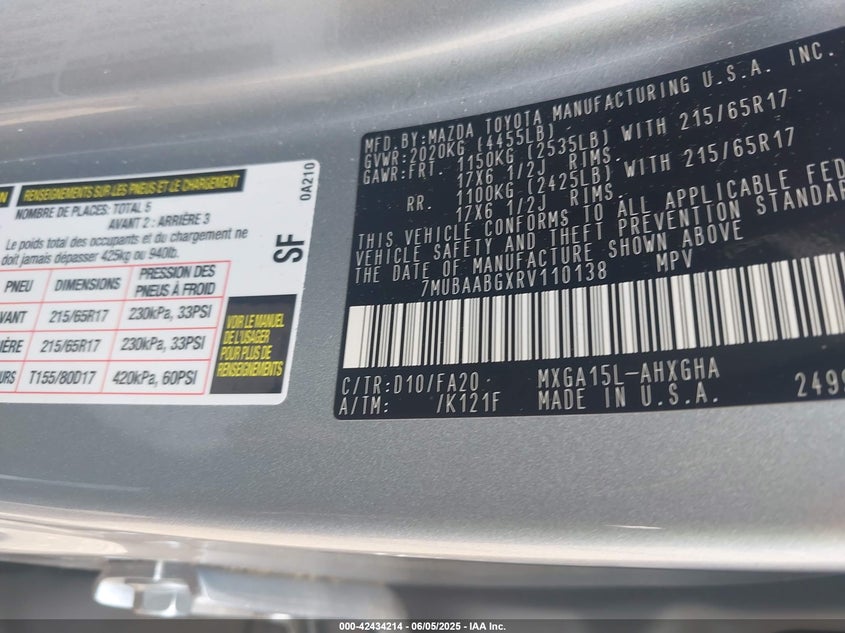 ON RENSEIGNEMENTS SUR LES PNEUS ET LE CHARGEMENT
NOMBRE DE PLACES: TOTAL 5
AVANT 2 : ARRIÈRE 3
Le poids total des occupants et du chargement ne
doit jamais dépasser 425kg ou 940lb.
PNEU DIMENSIONS PRESSION DES
PNEUS À FROID
AVANT 215/65R17 230kPa, 33PSI
IÈRE 215/65R17 230kPa, 33PSI
URS T155/80D17 420kPa, 60PSI
0A210
SF
VOIR LE MANUEL
DE L'USAGER
POUR PLUS DE
RENSEIGNEMENTS
MFD.BY:MAZDA TOYOTA MANUFACTURING U.S.A. INC.
GVWR:2020KG (4455LB)
GAWR:FRT. 1150KG (2535LB) WITH 215/65R17
17X6 1/2J RIMS.
RR. 1100KG (2425LB) WITH 215/65R17
17X6 1/2J RIMS.
THIS VEHICLE CONFORMS TO ALL APPLICABLE FED
VEHICLE SAFETY AND THEFT PREVENTION STANDAR
THE DATE OF MANUFACTURE SHOWN ABOVE
7MUBAABGXRV110138 MPV
C/TR:D10/FA20 MXGA15L-AHXGHA
A/TM: /K121F MADE IN U.S.A. 249
000-42434214 - 06/05/2025 - IAA Inc.